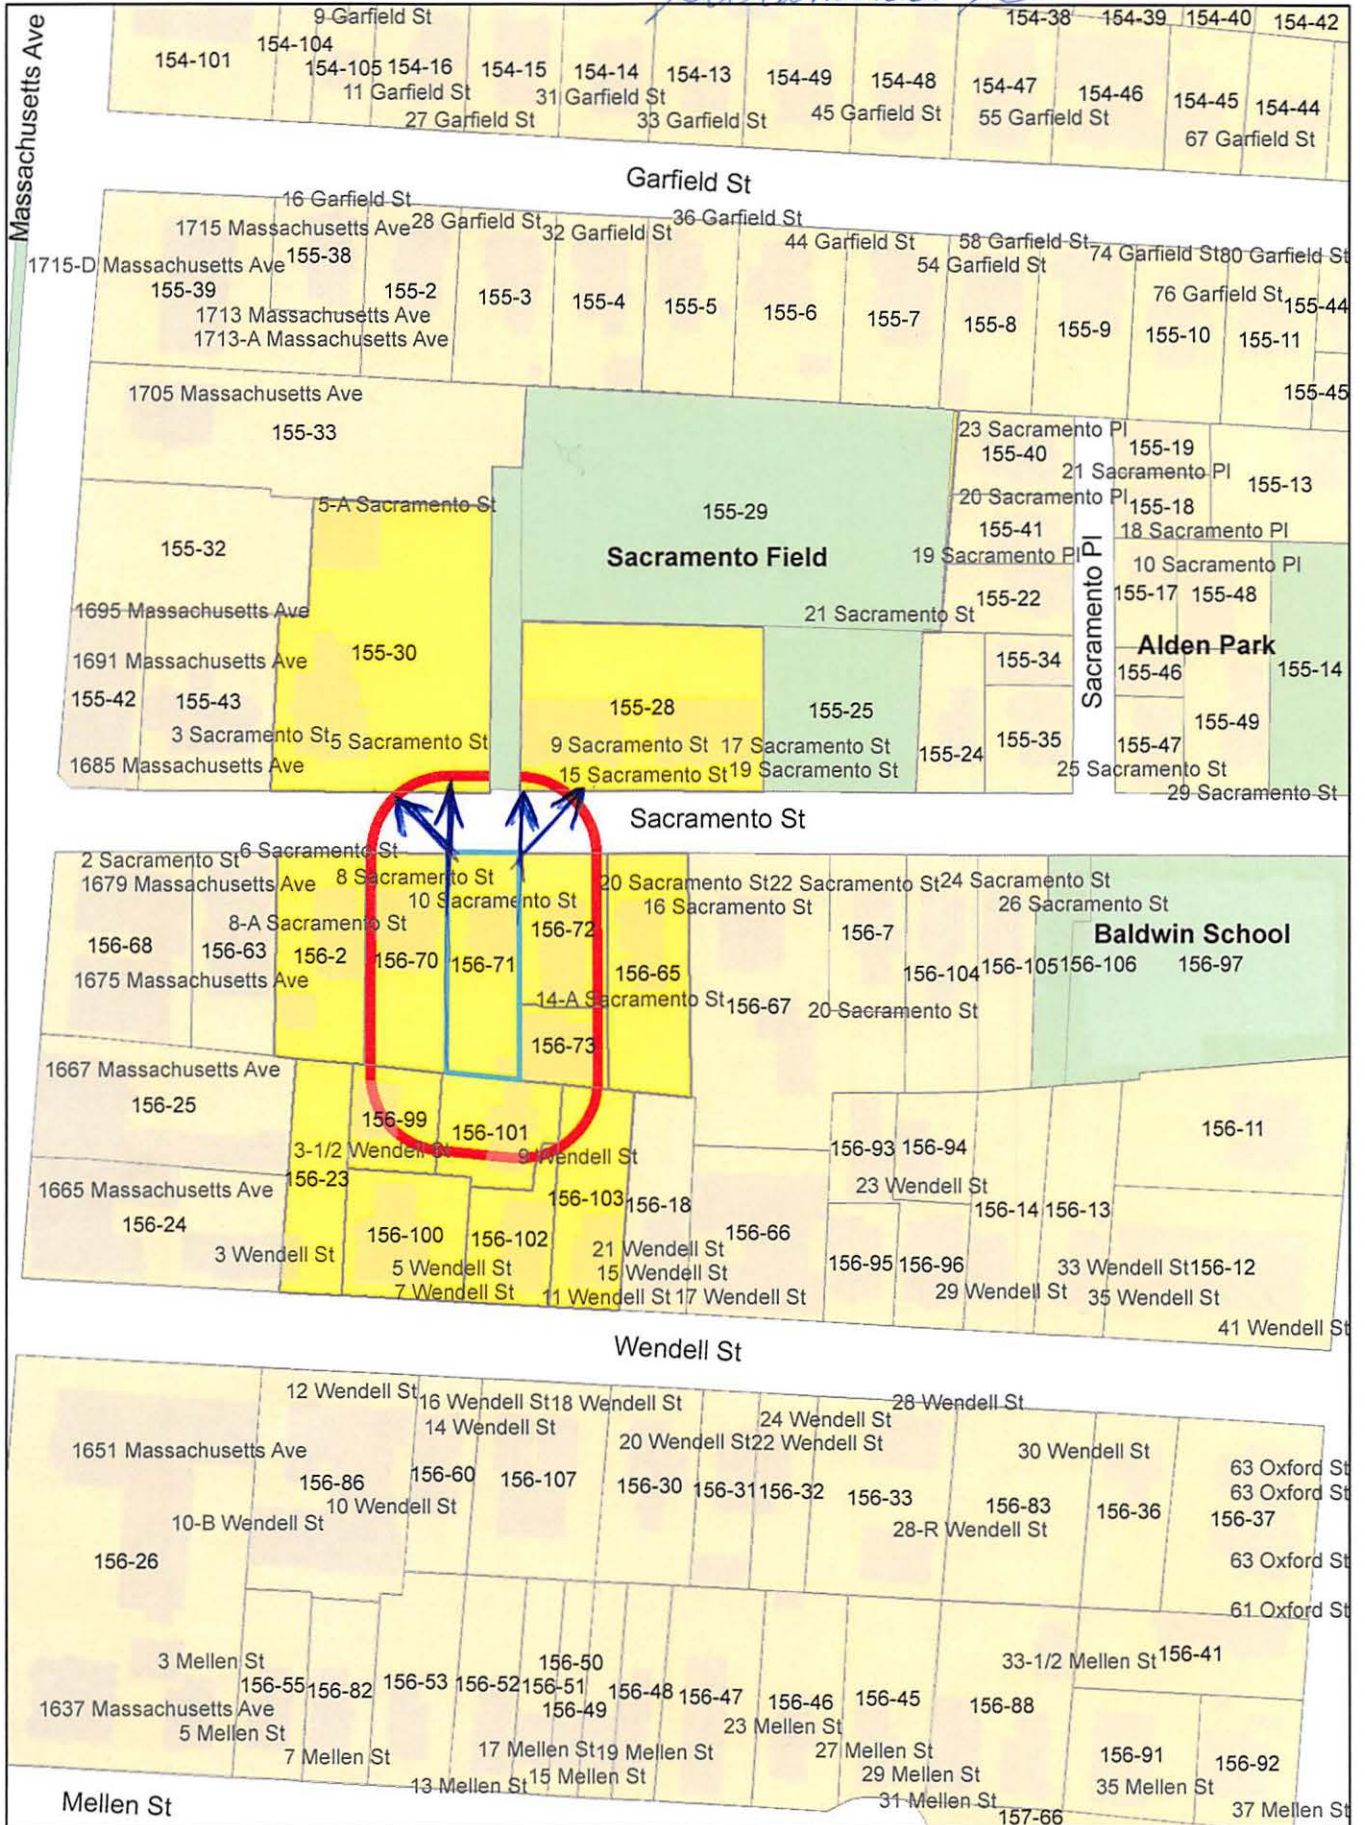 Massachusetts Ave
9 Garfield St
154-38 154-39 154-40 154-42
154-104
154-101
154-105 154-16 154-15 154-14 154-13 154-49 154-48 154-47 154-46 154-45 154-44
11 Garfield St 31 Garfield St
27 Garfield St 33 Garfield St 45 Garfield St 55 Garfield St
67 Garfield St
Garfield St
16 Garfield St
1715 Massachusetts Ave 28 Garfield St 32 Garfield St 36 Garfield St
44 Garfield St 58 Garfield St 74 Garfield St 80 Garfield St
1715-D Massachusetts Ave 155-38 54 Garfield St
155-39 155-2 155-3 155-4 155-5 155-6 155-7 155-8 155-9 155-10 155-11
76 Garfield St 155-44
1713 Massachusetts Ave
1713-A Massachusetts Ave
155-45
1705 Massachusetts Ave
155-33
23 Sacramento Pl
155-40 155-19
21 Sacramento Pl
155-13
5-A Sacramento St
20 Sacramento Pl 155-18
155-29
155-41 18 Sacramento Pl
155-32
Sacramento Field
19 Sacramento Pl
10 Sacramento Pl
Sacramento Pl
155-22 155-17 155-48
1695 Massachusetts Ave
21 Sacramento St
Alden Park
155-30
1691 Massachusetts Ave
155-34 155-46 155-14
155-42 155-43
155-28 155-25
155-49
3 Sacramento St 5 Sacramento St
9 Sacramento St 17 Sacramento St
155-24 155-35 155-47
1685 Massachusetts Ave
15 Sacramento St 19 Sacramento St
25 Sacramento St
29 Sacramento St
Sacramento St
2 Sacramento St 6 Sacramento St
1679 Massachusetts Ave 8 Sacramento St
20 Sacramento St 22 Sacramento St 24 Sacramento St
10 Sacramento St 16 Sacramento St 26 Sacramento St
8-A Sacramento St
156-72 156-7
Baldwin School
156-68 156-63 156-2 156-70 156-71
156-65 156-104 156-105 156-106 156-97
1675 Massachusetts Ave
14-A Sacramento St 156-67 20 Sacramento St
156-73
1667 Massachusetts Ave
156-25
156-99 156-101
156-11
3-1/2 Wendell St 9 Wendell St
156-93 156-94
156-23
23 Wendell St
1665 Massachusetts Ave
156-103 156-18
156-14 156-13
156-24
156-100 156-102
156-66
3 Wendell St
21 Wendell St
5 Wendell St 15 Wendell St
156-95 156-96 33 Wendell St 156-12
7 Wendell St 11 Wendell St 17 Wendell St
29 Wendell St 35 Wendell St
41 Wendell St
Wendell St
12 Wendell St 16 Wendell St 18 Wendell St
28 Wendell St
14 Wendell St 24 Wendell St
1651 Massachusetts Ave
20 Wendell St 22 Wendell St
30 Wendell St
156-86 156-60 156-107 156-30 156-31 156-32 156-33 156-83 156-36 156-37
63 Oxford St
63 Oxford St
10 Wendell St
10-B Wendell St
28-R Wendell St
156-26
63 Oxford St
61 Oxford St
3 Mellen St
156-50
33-1/2 Mellen St 156-41
156-55 156-82 156-53 156-52 156-51 156-48 156-47 156-46 156-45 156-88
1637 Massachusetts Ave
156-49
5 Mellen St
23 Mellen St
7 Mellen St
17 Mellen St 19 Mellen St 27 Mellen St
156-91 156-92
13 Mellen St 15 Mellen St
29 Mellen St 35 Mellen St
31 Mellen St
37 Mellen St
Mellen St
157-66